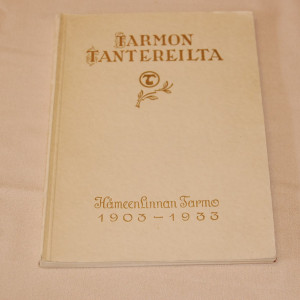 TARMON
TANTEREILTA
T
Hämeenlinnan Tarmo
1903-1933